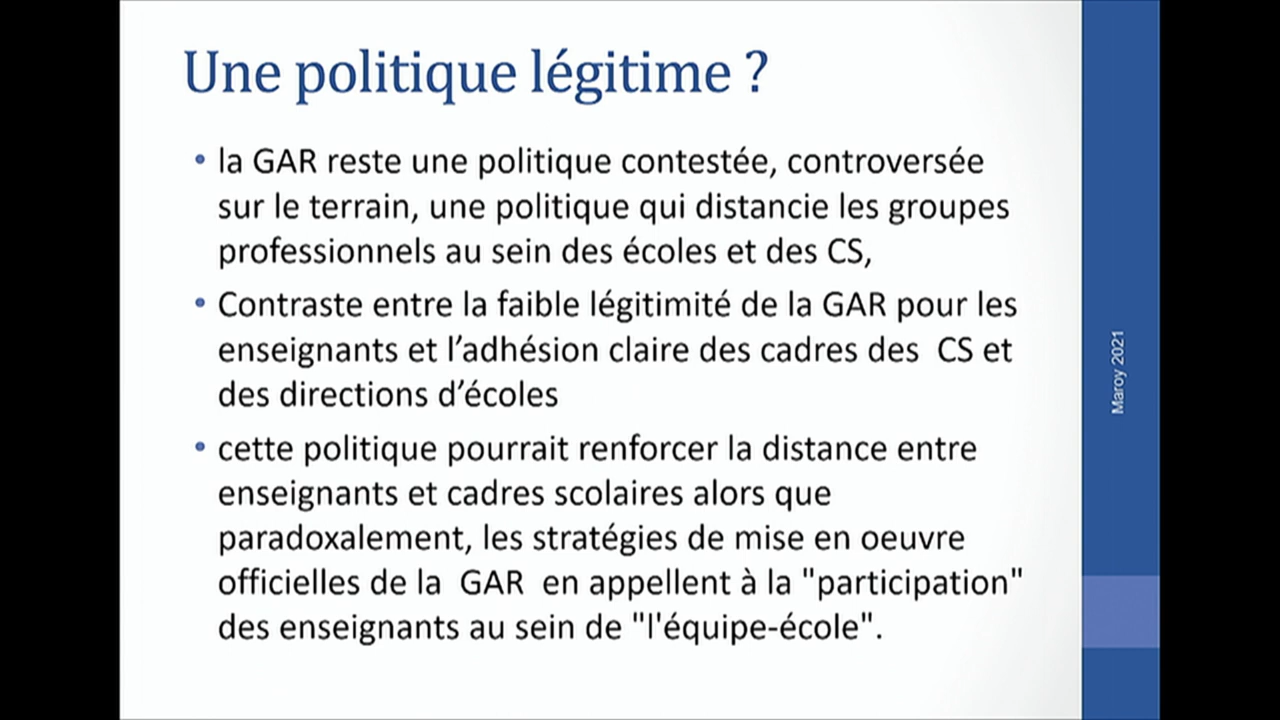 Une politique légitime ?
• la GAR reste une politique contestée, controversée
sur le terrain, une politique qui distancie les groupes
professionnels au sein des écoles et des CS,
• Contraste entre la faible légitimité de la GAR pour les
enseignants et l’adhésion claire des cadres des  CS et
des directions d’écoles
• cette politique pourrait renforcer la distance entre
enseignants et cadres scolaires alors que
paradoxalement, les stratégies de mise en oeuvre
officielles de la  GAR  en appellent à la "participation"
des enseignants au sein de "l'équipe-école".
Maroy 2021